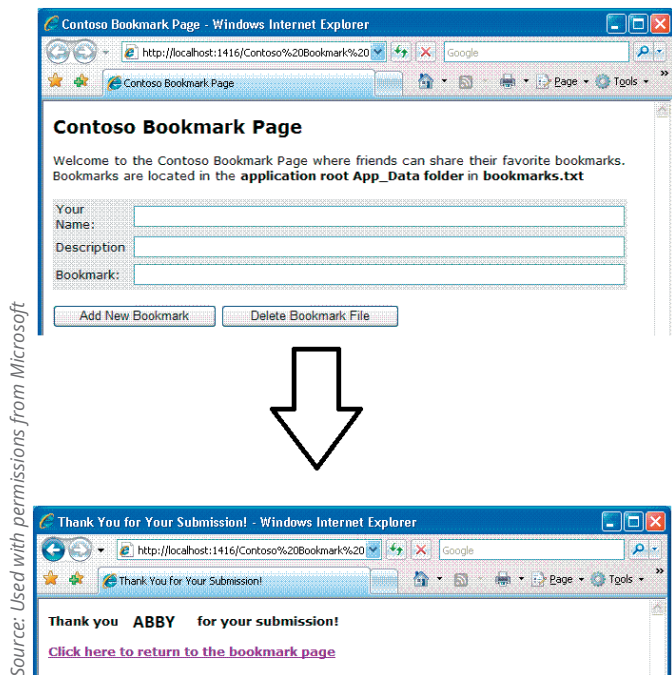 Contoso Bookmark Page - Windows Internet Explorer
http://localhost:1416/Contoso%20Bookmark%20
Google
Contoso Bookmark Page
Page
Tools
»
Contoso Bookmark Page
Welcome to the Contoso Bookmark Page where friends can share their favorite bookmarks.
Bookmarks are located in the application root App_Data folder in bookmarks.txt
Your
Name:
Description
Bookmark:
Add New Bookmark Delete Bookmark File
Source: Used with permissions from Microsoft
Thank You for Your Submission! - Windows Internet Explorer
http://localhost:1416/Contoso%20Bookmark%20
Google
Thank You for Your Submission!
Page
Tools
»
Thank you ABBY for your submission!
Click here to return to the bookmark page